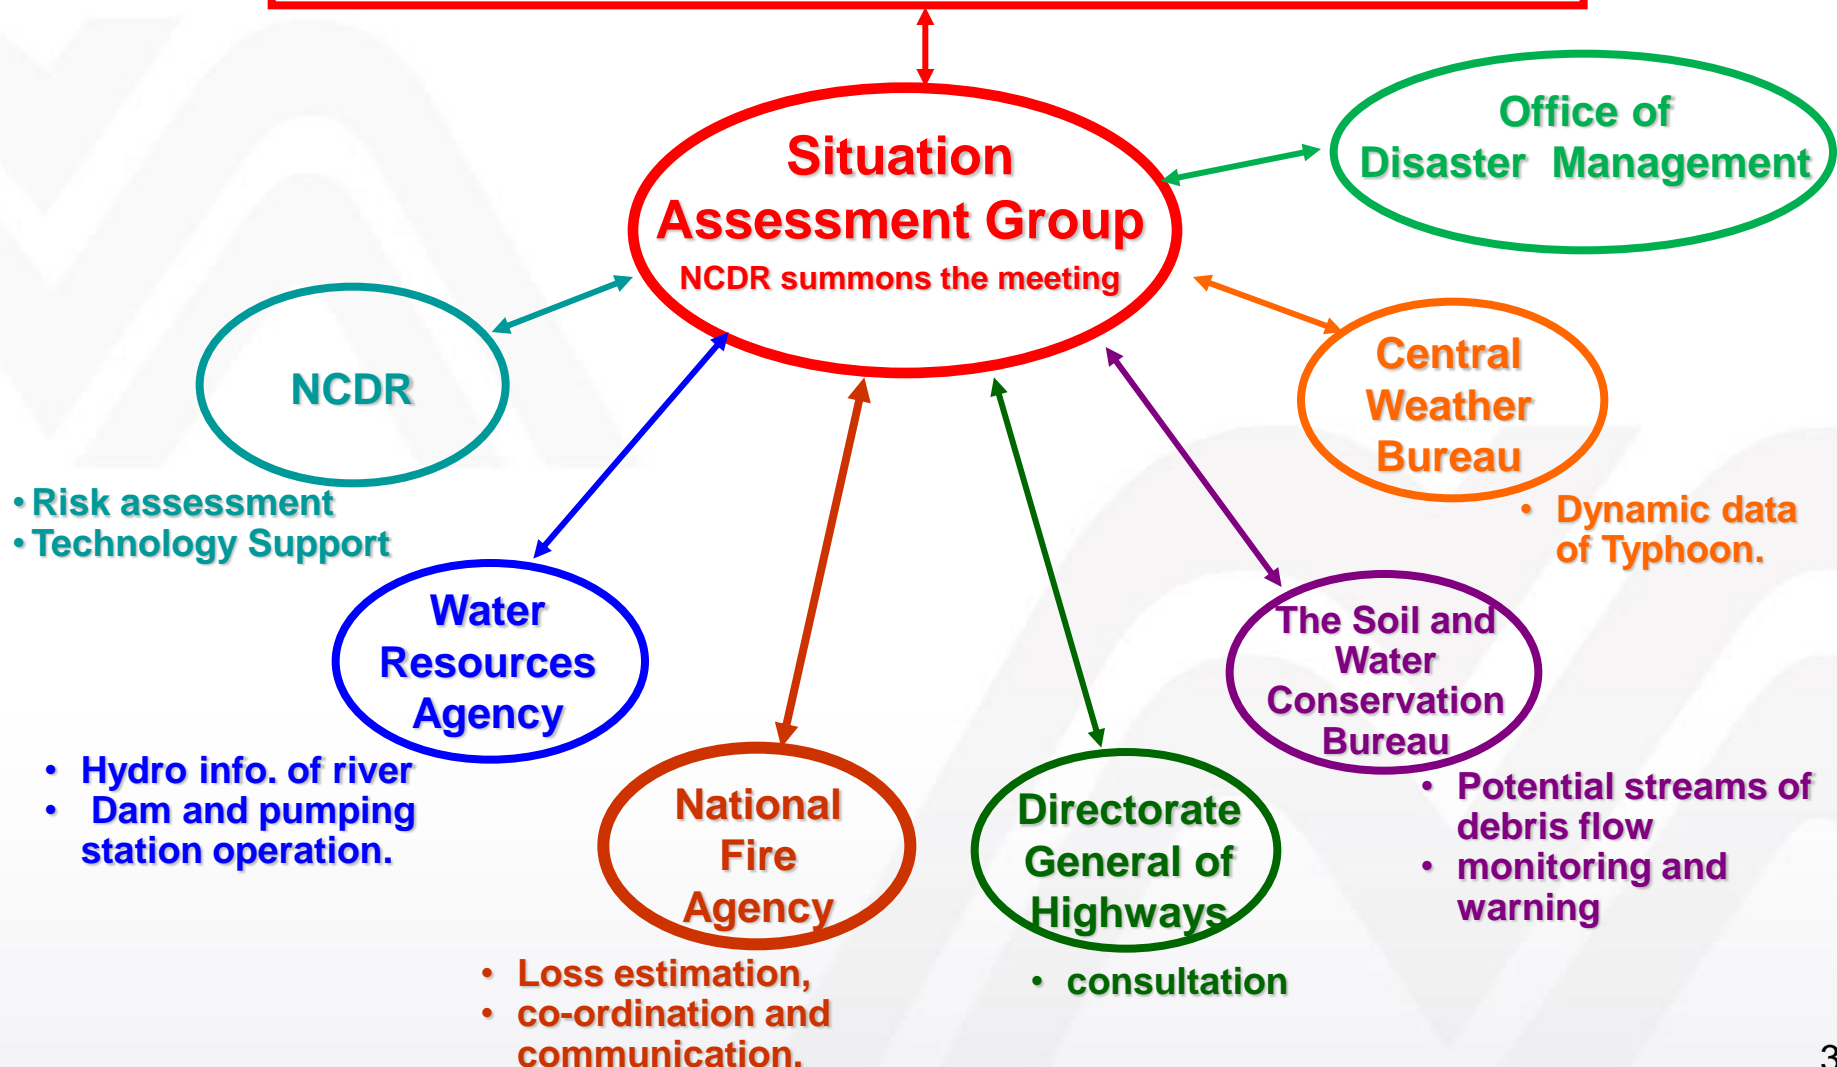 Office of
Disaster Management
Situation
Assessment Group
NCDR summons the meeting
NCDR
• Risk assessment
• Technology Support
Central
Weather
Bureau
• Dynamic data
of Typhoon.
Water
Resources
Agency
• Hydro info. of river
• Dam and pumping
station operation.
The Soil and
Water
Conservation
Bureau
• Potential streams of
debris flow
• monitoring and
warning
National
Fire
Agency
• Loss estimation,
• co-ordination and
communication.
Directorate
General of
Highways
• consultation
3